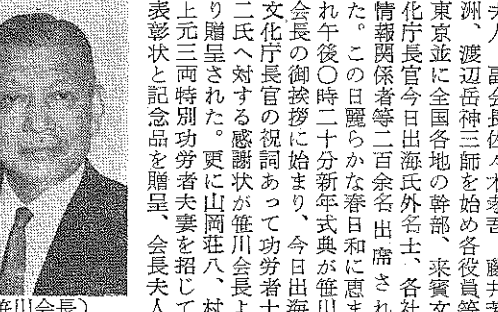 夫人、副会長佐々木孝吾、藤井
洲、渡辺岳神三師を始め各役員等
東京並に全国各地の幹部、来賓文
化庁長官今日出海氏外名士、各社
情報関係者等二百余名出席され
た。この日麗らかな春日和に恵ま
れ午後〇時二十分新年式典が笹川
会長の御挨拶に始まり、今日出海
文化庁長官の祝詞あって功労者十
二氏へ対する感謝状が笹川会長よ
り贈呈された。更に山岡荘八、村
上元三両特別功労者夫妻を招じて
表彰状と記念品を贈呈、会長夫人
笹川会長）